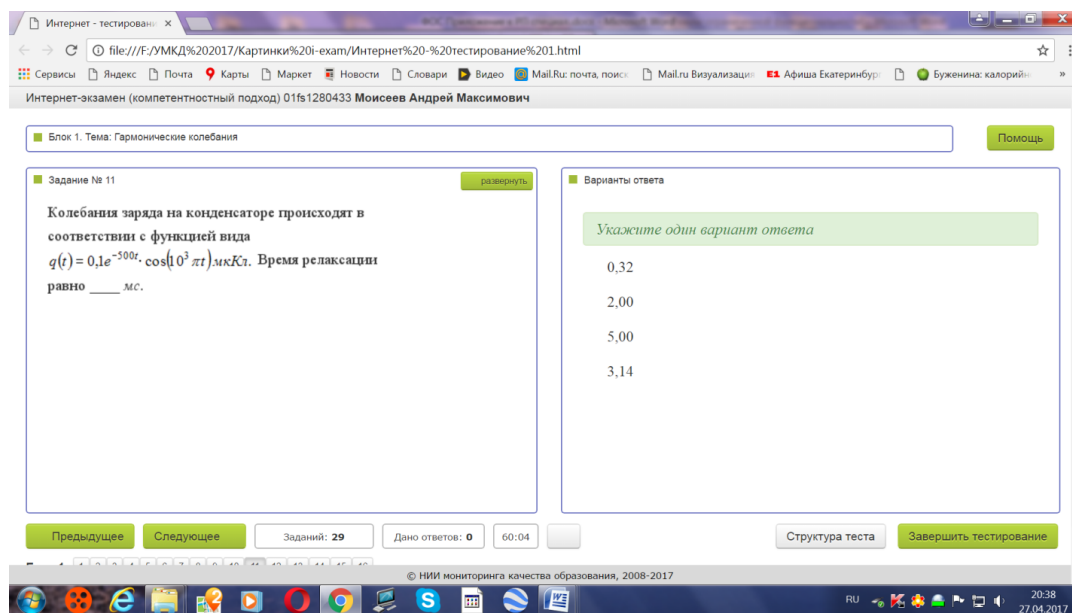 Интернет - тестирован
file:///F:/УМКД%202017/Картинки%20i-exam/Интернет%20-%20тестирование%201.html
Сервисы Яндекс Почта Карты Маркет Новости Словари Видео Mail.Ru: почта, поиск Mail.ru Визуализация E1 Афиша Екатеринбур Буженина: калорийн »
Интернет-экзамен (компетентностный подход) 01fs1280433 Моисеев Андрей Максимович
Блок 1. Тема: Гармонические колебания
Помощь
Задание № 11
развернуть
Колебания заряда на конденсаторе происходят в
соответствии с функцией вида
q(t) = 0,1e^{-500t}· cos(10³ πt) мкКл. Время релаксации
равно ____ мс.
Варианты ответа
Укажите один вариант ответа
0,32
2,00
5,00
3,14
Предыдущее Следующее Заданий: 29 Дано ответов: 0 60:04 Структура теста Завершить тестирование
© НИИ мониторинга качества образования, 2008-2017
RU 20:38
27.04.2017